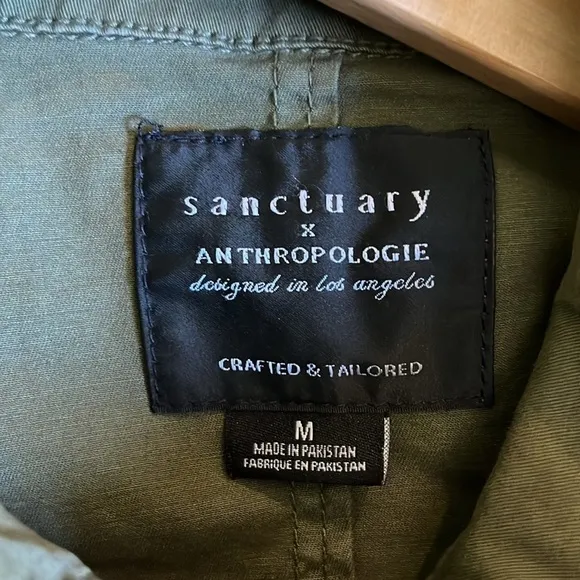 sanctuary
x
ANTHROPOLOGIE
designed in los angeles
CRAFTED & TAILORED
M
MADE IN PAKISTAN
FABRIQUE EN PAKISTAN